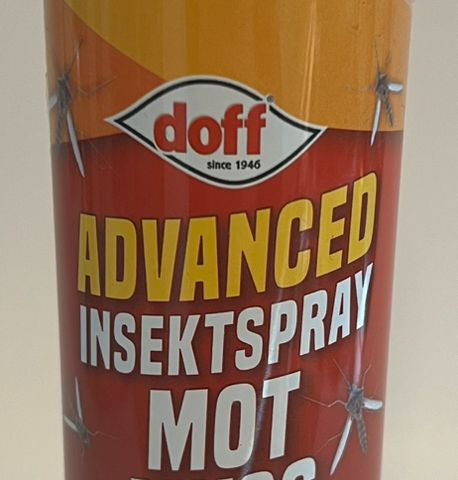 doff
since 1946
ADVANCED
INSEKTSPRAY
MOT